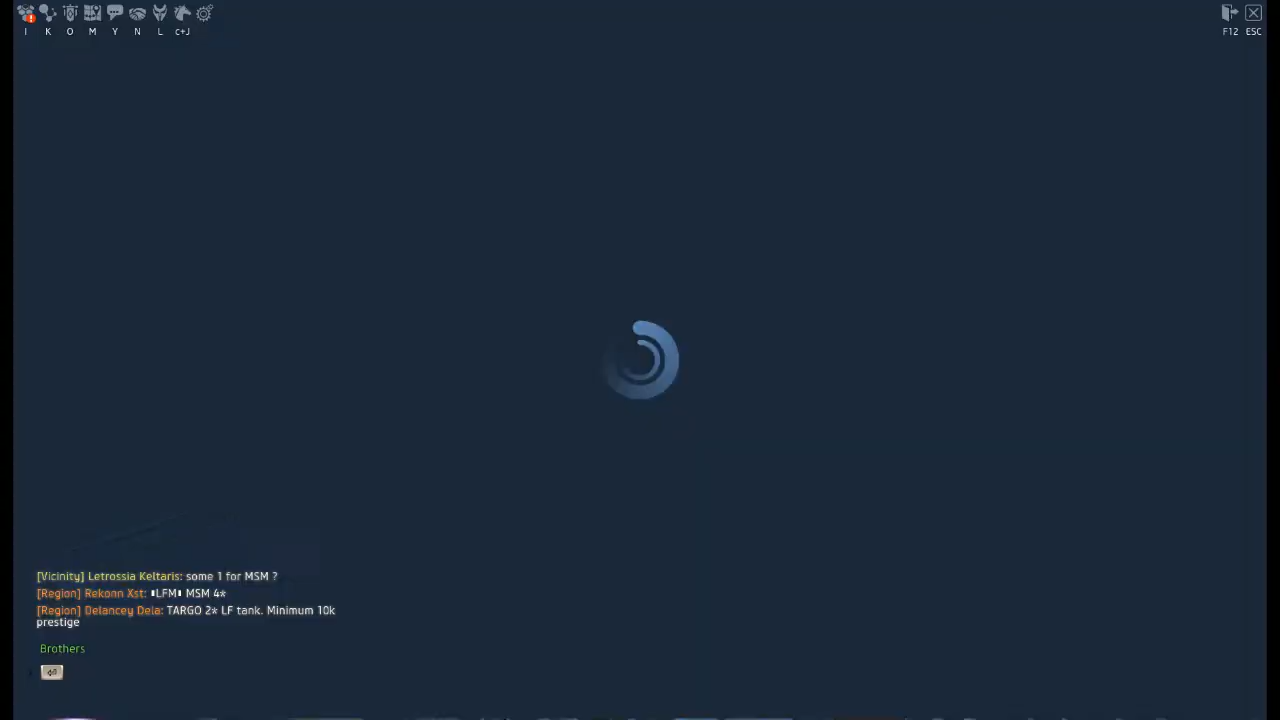 I K O M Y N L C+J F12 ESC
[Vicinity] Letrossia Keltaris: some 1 for MSM ?
[Region] Rekonn Xst: ▮LFM▮ MSM 4*
[Region] Delancey Dela: TARGO 2* LF tank. Minimum 10k
prestige
Brothers